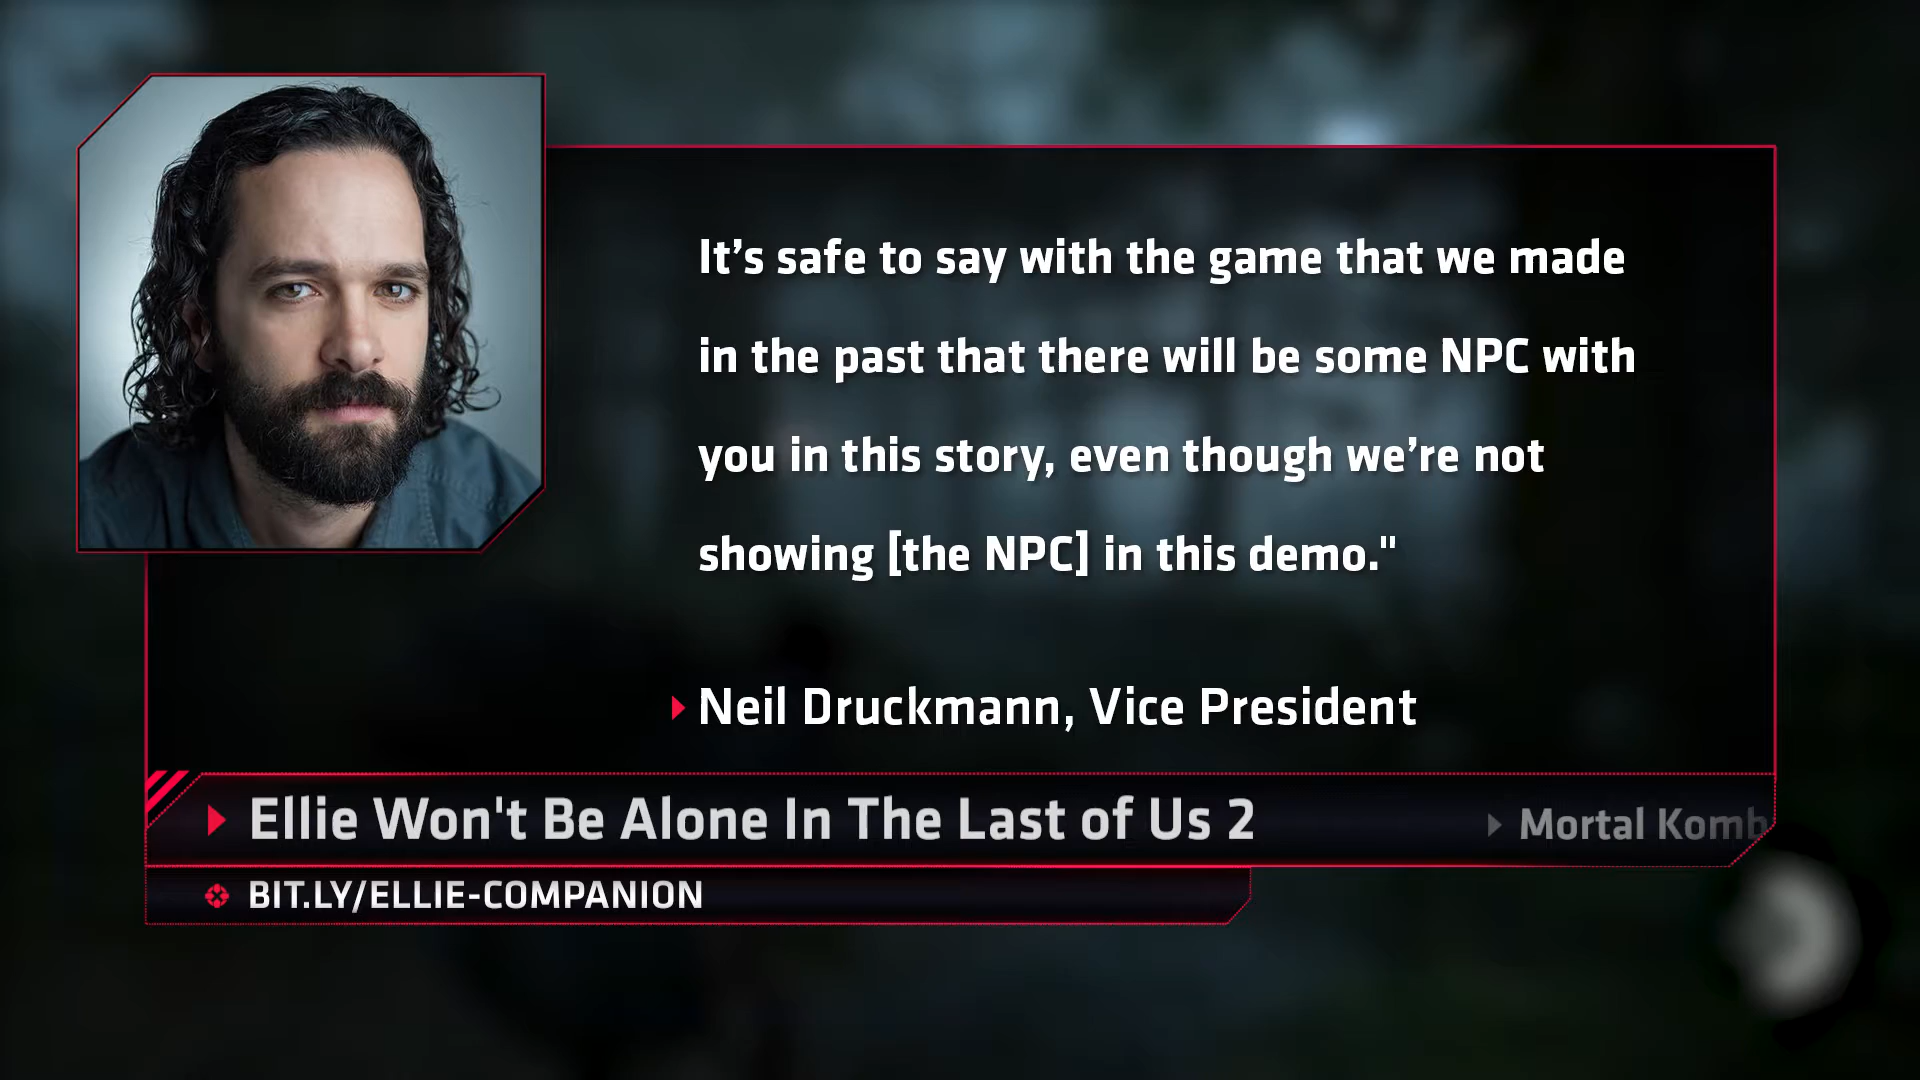 It’s safe to say with the game that we made
in the past that there will be some NPC with
you in this story, even though we’re not
showing [the NPC] in this demo."
Neil Druckmann, Vice President
Ellie Won't Be Alone In The Last of Us 2
Mortal Komb
BIT.LY/ELLIE-COMPANION